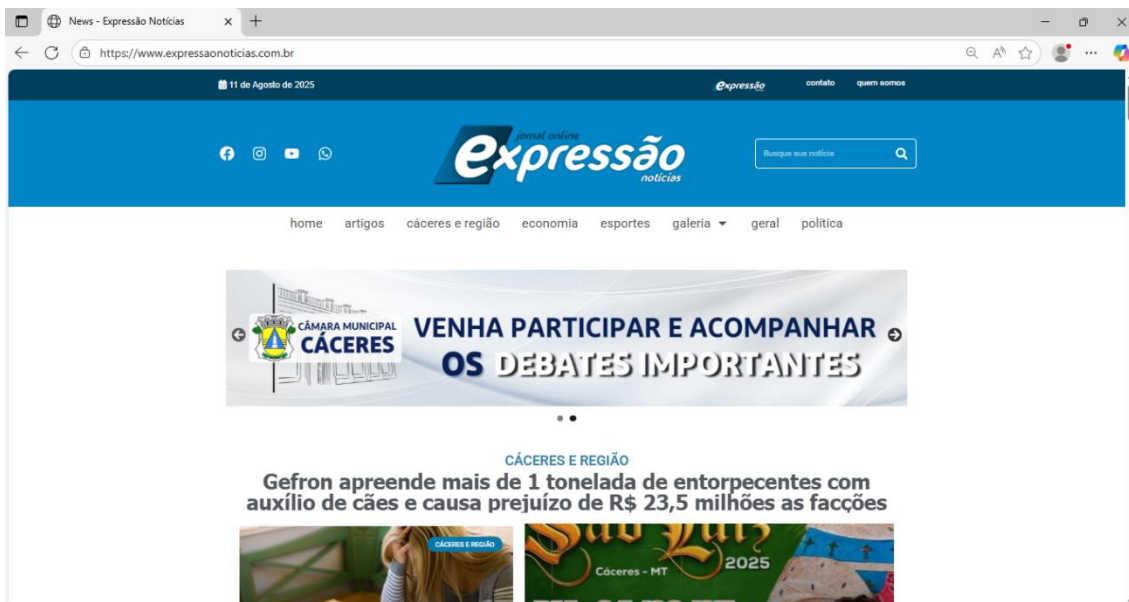 News - Expressão Notícias
https://www.expressaonoticias.com.br
11 de Agosto de 2025
expressão
contato
quem somos
jornal online
expressão
notícias
Busque sua notícia
home
artigos
cáceres e região
economia
esportes
galeria
geral
política
CÂMARA MUNICIPAL
CÁCERES
VENHA PARTICIPAR E ACOMPANHAR
OS DEBATES IMPORTANTES
CÁCERES E REGIÃO
Gefron apreende mais de 1 tonelada de entorpecentes com
auxílio de cães e causa prejuízo de R$ 23,5 milhões as facções
CÁCERES E REGIÃO
São Luiz
2025
Cáceres - MT